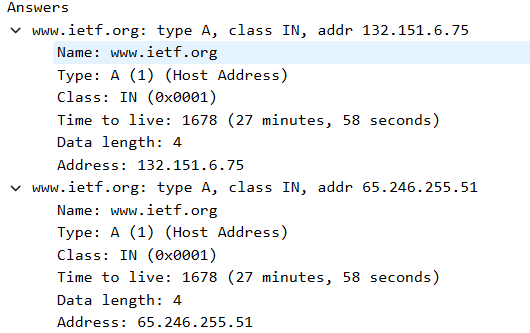 Answers
www.ietf.org: type A, class IN, addr 132.151.6.75
Name: www.ietf.org
Type: A (1) (Host Address)
Class: IN (0x0001)
Time to live: 1678 (27 minutes, 58 seconds)
Data length: 4
Address: 132.151.6.75
www.ietf.org: type A, class IN, addr 65.246.255.51
Name: www.ietf.org
Type: A (1) (Host Address)
Class: IN (0x0001)
Time to live: 1678 (27 minutes, 58 seconds)
Data length: 4
Address: 65.246.255.51